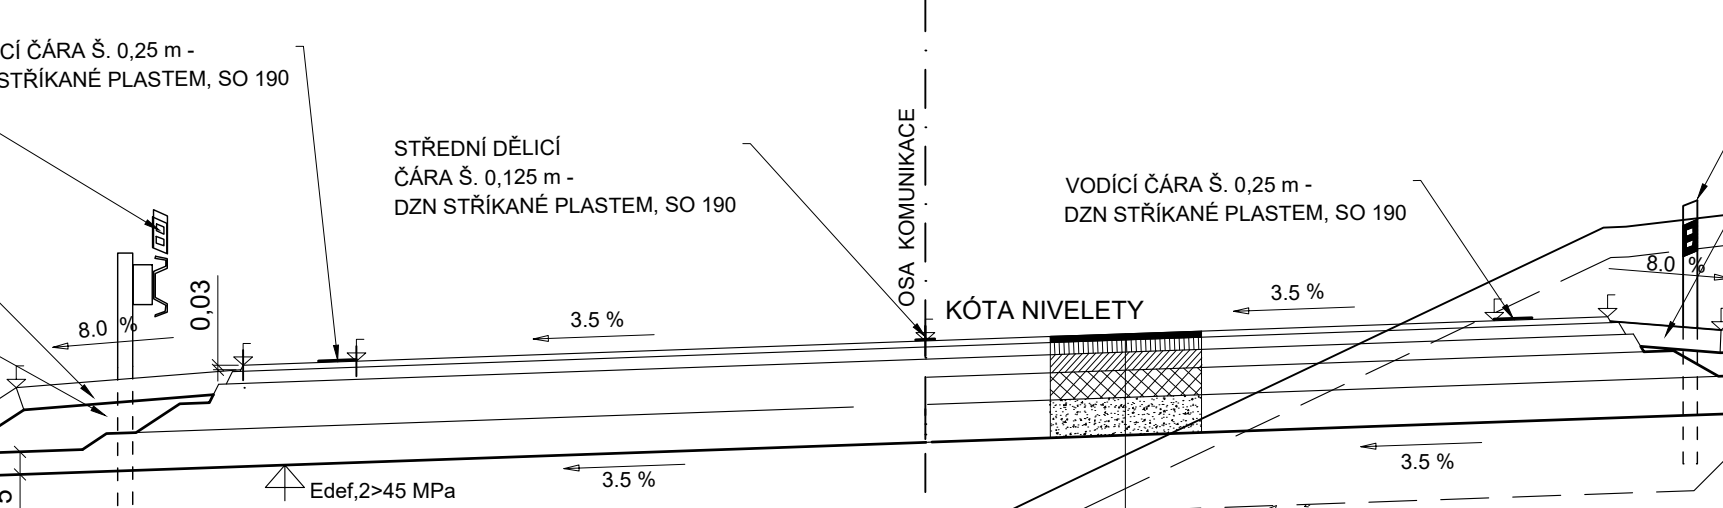 CÍ ČÁRA Š. 0,25 m -
STŘÍKANÉ PLASTEM, SO 190
STŘEDNÍ DĚLICÍ
ČÁRA Š. 0,125 m -
DZN STŘÍKANÉ PLASTEM, SO 190
OSA KOMUNIKACE
VODÍCÍ ČÁRA Š. 0,25 m -
DZN STŘÍKANÉ PLASTEM, SO 190
8.0 %
0,03
8.0 %
3.5 %
KÓTA NIVELETY
3.5 %
3.5 %
3.5 %
Edef,2>45 MPa